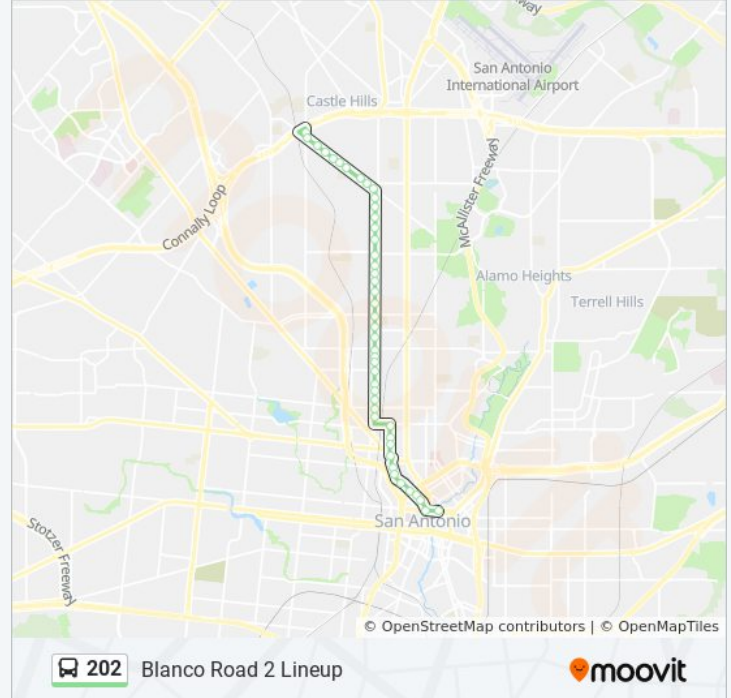 way
San Antonio
International Airport
Castle Hills
McAllister Freeway
Connally Loop
Alamo Heights
Terrell Hills
San Antonio
Stotzer Freeway
© OpenStreetMap contributors | © OpenMapTiles
202 Blanco Road 2 Lineup
moovit